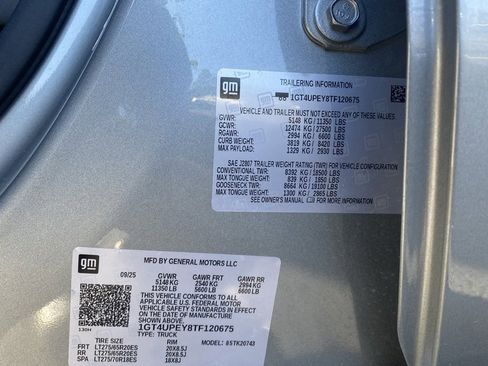 gm
TRAILERING INFORMATION
1GT4UPEY8TF120675
VEHICLE AND TRAILER MUST NOT EXCEED ANY OF THESE VALUES
GVWR: 5148 KG/11350 LBS
GCWR: 12474 KG/27500 LBS
RGAWR: 2994 KG/ 6600 LBS
CURB WEIGHT: 3819 KG/ 8420 LBS
MAX PAYLOAD: 1329 KG/ 2930 LBS
SAE J2807 TRAILER WEIGHT RATING (TWR) FOR VEHICLE CONFIGURATION
CONVENTIONAL TWR: 8392 KG/18500 LBS
MAX TONGUE WEIGHT: 839 KG/ 1850 LBS
GOOSENECK TWR: 8664 KG/19100 LBS
MAX TONGUE WEIGHT: 1300 KG/ 2865 LBS
SEE OWNER'S MANUAL FOR MORE INFORMATION
gm
MFD BY GENERAL MOTORS LLC
09/25 GVWR GAWR FRT GAWR RR
5148KG 2540 KG 2994 KG
11350 LB 5600 LB 6600 LB
THIS VEHICLE CONFORMS TO ALL
APPLICABLE U.S. FEDERAL MOTOR
VEHICLE SAFETY STANDARDS IN EFFECT
ON THE DATE OF MANUFACTURE
SHOWN ABOVE.
1GT4UPEY8TF120675
TYPE: TRUCK
TIRE SIZE RIM MODEL: 85TK20743
FRT LT275/65R20ES 20X8.5J
RR LT275/65R20ES 20X8.5J
SPA LT275/70R18ES 18X8J